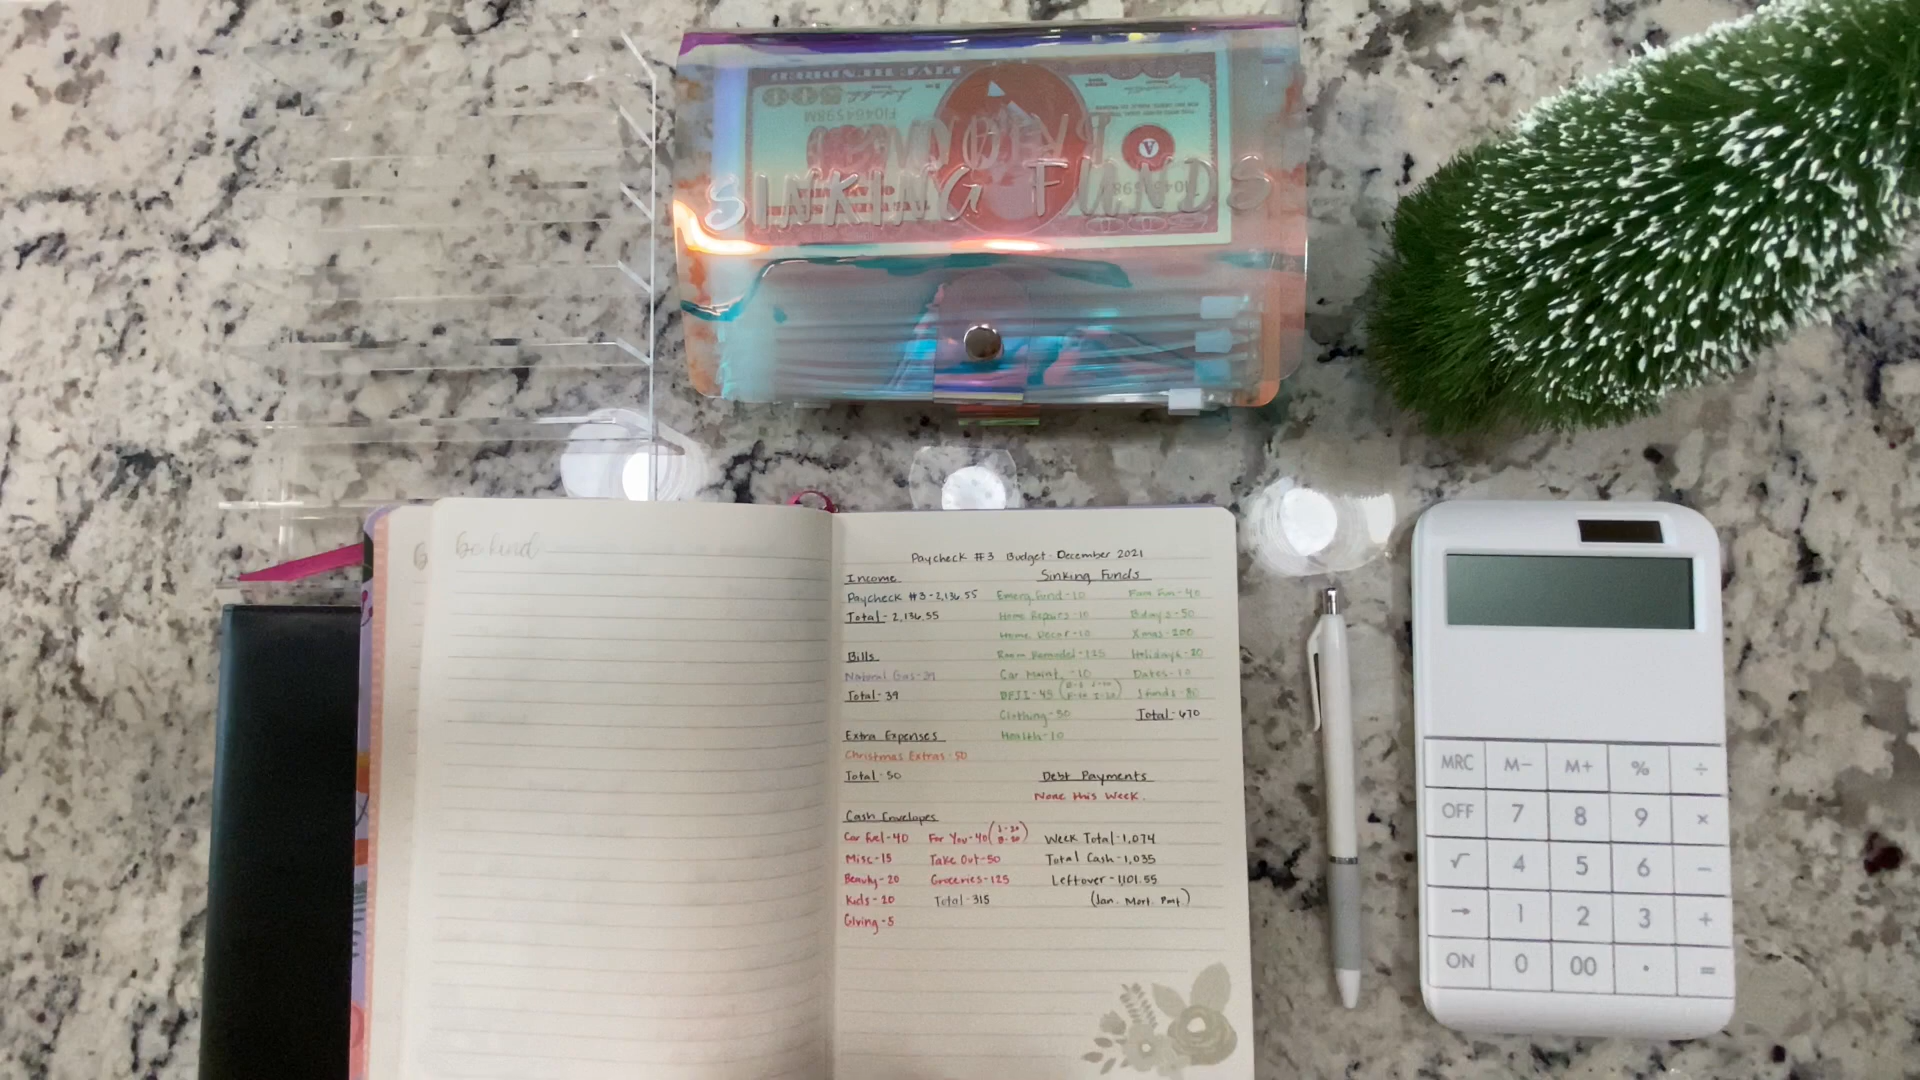 SINKING FUNDS
500
FI0464598M
A
be kind
Paycheck #3 Budget - December 2021
Income
Paycheck #3 - 2,136.55
Total - 2,136.55
Bills
Natural Gas - 39
Total - 39
Extra Expenses
Christmas Extras - 50
Total - 50
Cash Envelopes
Car Fuel - 40
Misc - 15
Beauty - 20
Kids - 20
Giving - 5
For You - 40
Take Out - 50
Groceries - 125
Total - 315
Sinking Funds
Emerg. Fund - 10
Home Repairs - 10
Home Decor - 10
Room Remodel - 125
Car Maint. - 10
BFJI - 45
Clothing - 50
Health - 10
Fam Fun - 40
Bdays - 50
Xmas - 200
Holidays - 20
Dates - 10
Total - 670
Debt Payments
None this week.
Week Total - 1,074
Total Cash - 1,035
Leftover - 1,101.55
(Jan. Mort. Pmt)
MRC M- M+ % ÷
OFF 7 8 9 ×
√ 4 5 6 −
→ 1 2 3 +
ON 0 00 . =